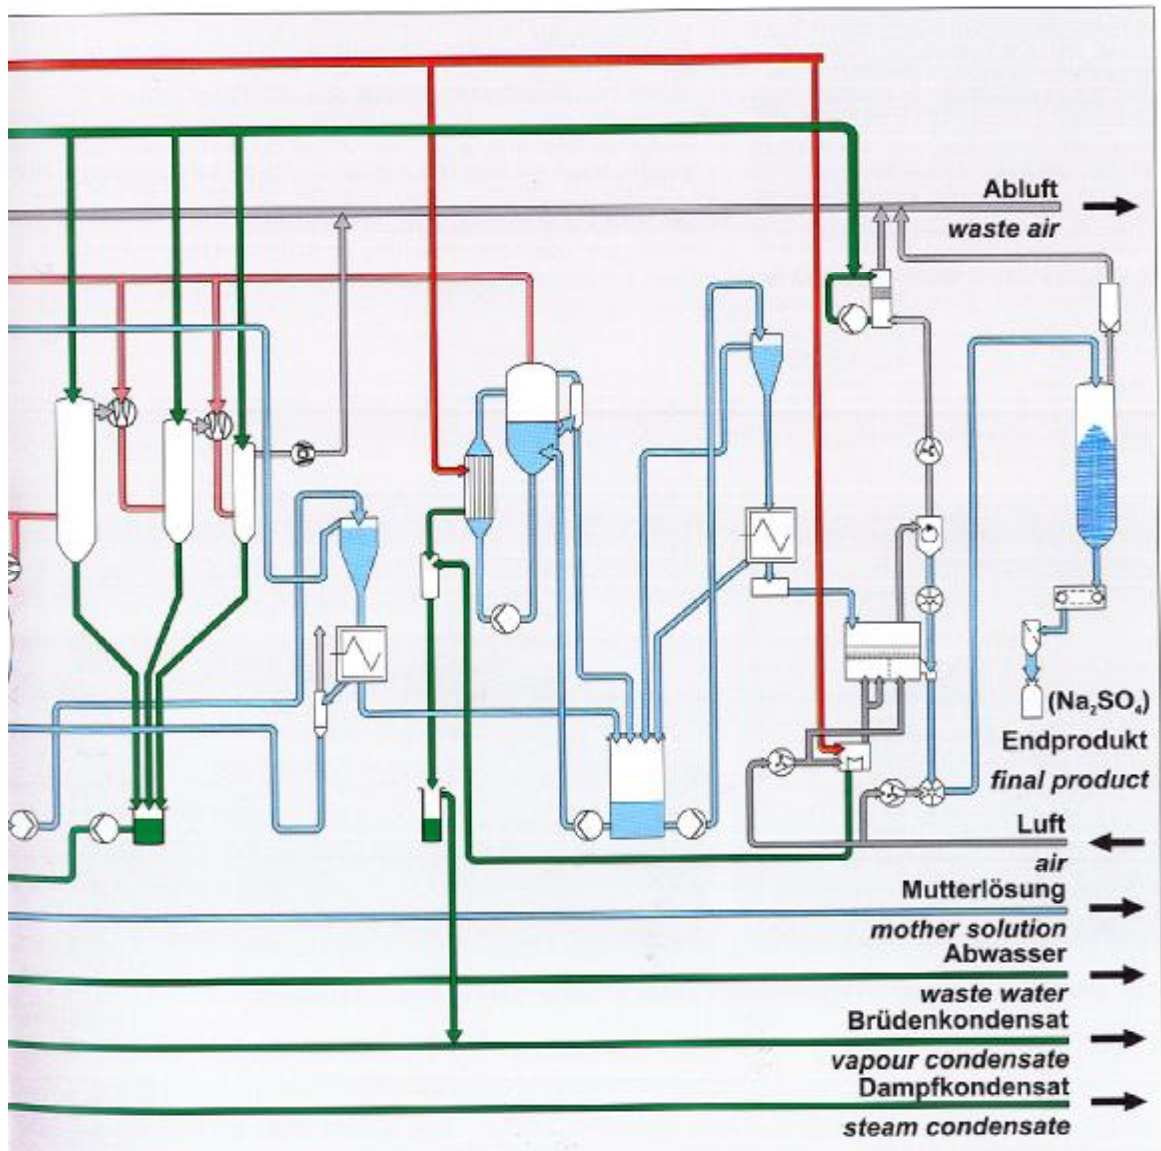 Abluft
waste air
(Na₂SO₄)
Endprodukt
final product
Luft
air
Mutterlösung
mother solution
Abwasser
waste water
Brüdenkondensat
vapour condensate
Dampfkondensat
steam condensate